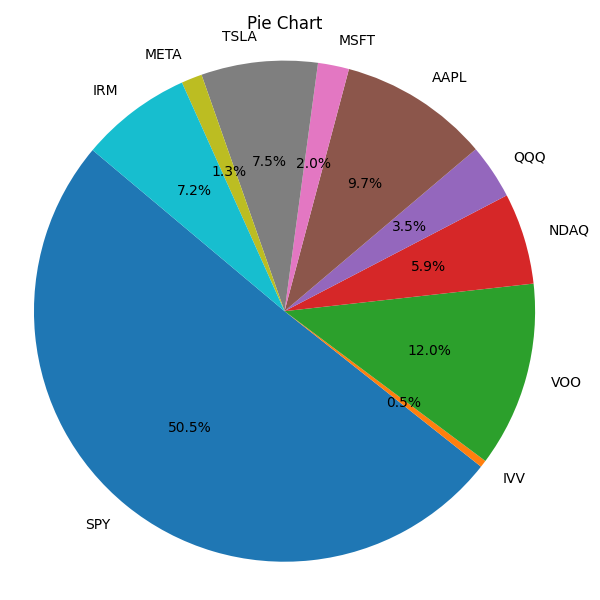 Pie Chart
TSLA
MSFT
META
AAPL
IRM
QQQ
7.5%
2.0%
1.3%
9.7%
7.2%
3.5%
NDAQ
5.9%
12.0%
VOO
0.5%
50.5%
IVV
SPY